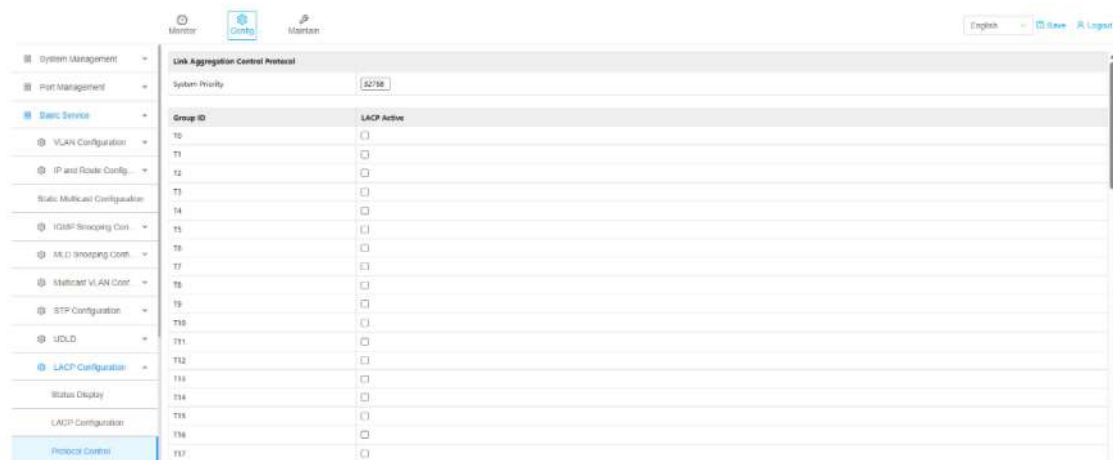 Monitor
Config
Maintain
English
Save
Logout
System Management
Port Management
Basic Service
VLAN Configuration
IP and Route Config...
Static Multicast Configuration
IGMP Snooping Con...
MLD Snooping Confi...
Multicast VLAN Conf...
STP Configuration
UDLD
LACP Configuration
Status Display
LACP Configuration
Protocol Control
Link Aggregation Control Protocol
System Priority 32768
Group ID LACP Active
T0
T1
T2
T3
T4
T5
T6
T7
T8
T9
T10
T11
T12
T13
T14
T15
T16
T17